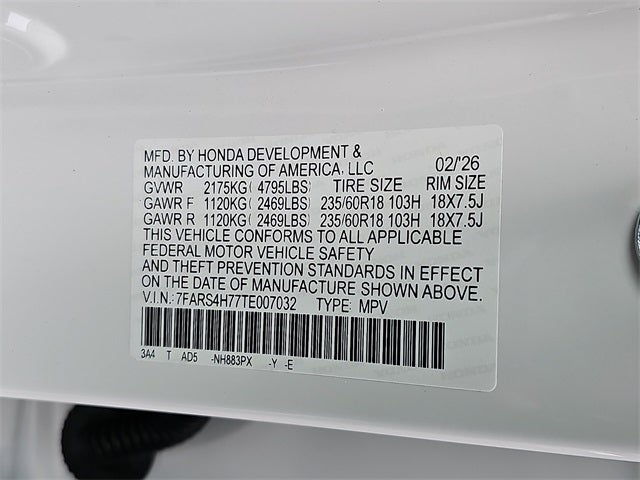 MFD. BY HONDA DEVELOPMENT &
MANUFACTURING OF AMERICA, LLC 02/'26
GVWR 2175KG( 4795LBS) TIRE SIZE RIM SIZE
GAWR F 1120KG( 2469LBS) 235/60R18 103H 18X7.5J
GAWR R 1120KG( 2469LBS) 235/60R18 103H 18X7.5J
THIS VEHICLE CONFORMS TO ALL APPLICABLE
FEDERAL MOTOR VEHICLE SAFETY
AND THEFT PREVENTION STANDARDS IN EFFECT
ON THE DATE OF MANUFACTURE SHOWN ABOVE.
V.I.N.:7FARS4H77TE007032 TYPE: MPV
3A4 T AD5 -NH883PX -Y -E